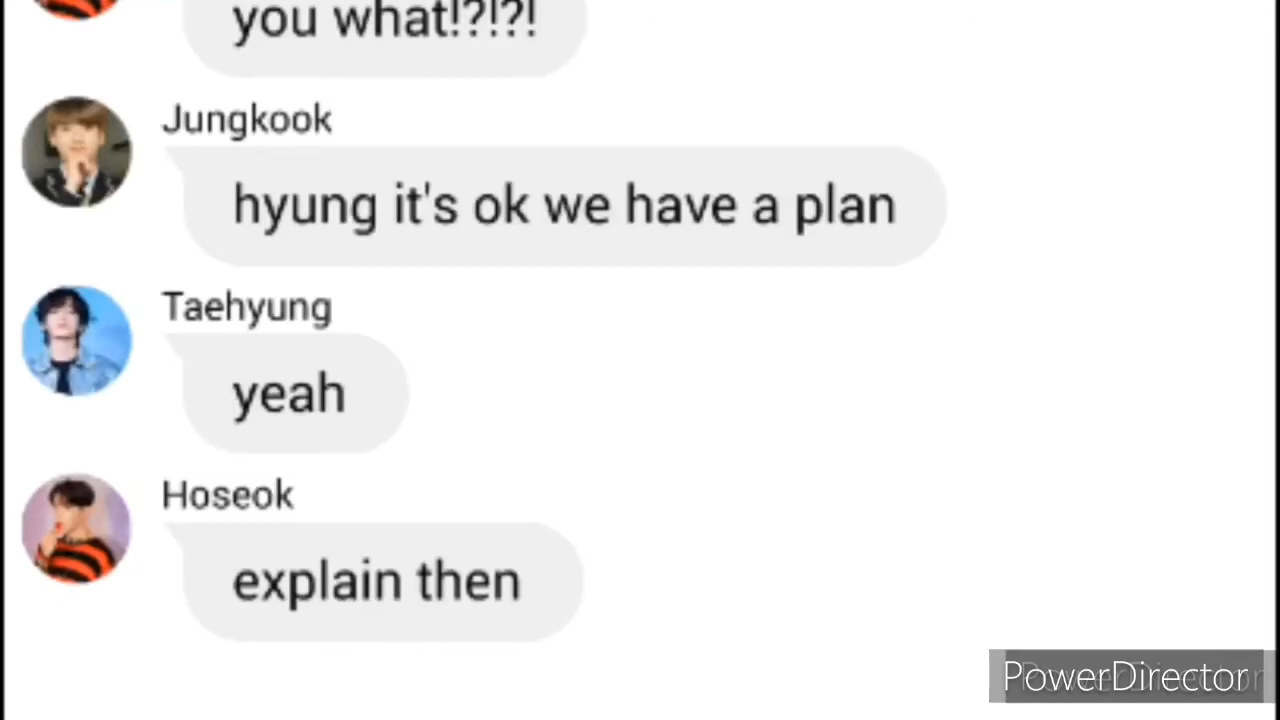 you what!?!?!
Jungkook
hyung it's ok we have a plan
Taehyung
yeah
Hoseok
explain then
PowerDirector